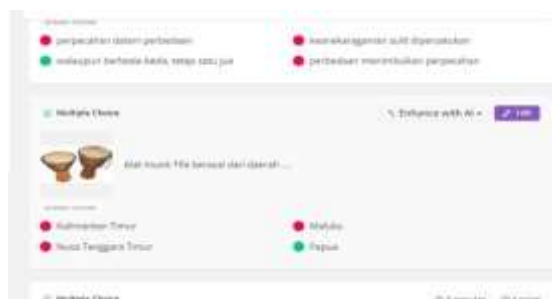 perpecahan dalam perbedaan
keanekaragaman sulit dipersatukan
walaupun berbeda-beda, tetap satu jua
perbedaan menimbulkan perpecahan
Multiple Choice
Enhance with AI
Edit
Alat musik Tifa berasal dari daerah ....
Kalimantan Timur
Maluku
Nusa Tenggara Timur
Papua
Multiple Choice